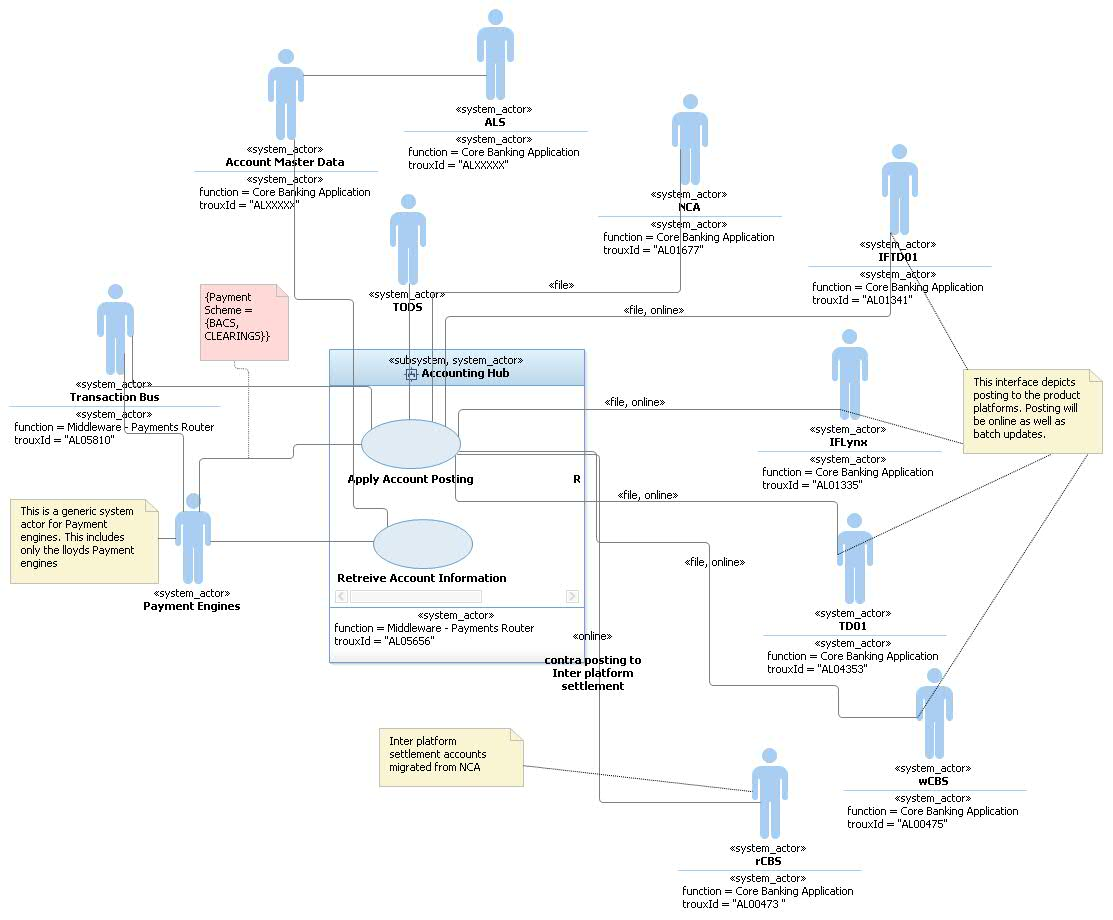 «system_actor»
ALS
«system_actor»
function = Core Banking Application
trouxId = "ALXXXXX"
«system_actor»
Account Master Data
«system_actor»
function = Core Banking Application
trouxId = "ALXXXXX"
«system_actor»
NCA
«system_actor»
function = Core Banking Application
trouxId = "AL01677"
«system_actor»
IFTD01
«system_actor»
function = Core Banking Application
trouxId = "AL01341"
«system_actor»
TODS
«file»
«file, online»
{Payment
Scheme =
{BACS,
CLEARINGS}}
«system_actor»
Transaction Bus
«system_actor»
function = Middleware - Payments Router
trouxId = "AL05810"
«subsystem, system_actor»
Accounting Hub
Apply Account Posting
R
Retreive Account Information
«system_actor»
function = Middleware - Payments Router
trouxId = "AL05656"
«file, online»
«system_actor»
IFLynx
«system_actor»
function = Core Banking Application
trouxId = "AL01335"
This interface depicts
posting to the product
platforms. Posting will
be online as well as
batch updates.
This is a generic system
actor for Payment
engines. This includes
only the lloyds Payment
engines
«system_actor»
Payment Engines
«file, online»
«file, online»
«system_actor»
TD01
«system_actor»
function = Core Banking Application
trouxId = "AL04353"
«online»
contra posting to
Inter platform
settlement
«system_actor»
wCBS
«system_actor»
function = Core Banking Application
trouxId = "AL00475"
Inter platform
settlement accounts
migrated from NCA
«system_actor»
rCBS
«system_actor»
function = Core Banking Application
trouxId = "AL00473 "